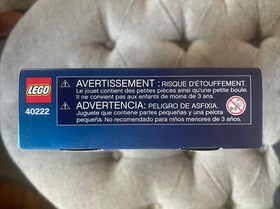 LEGO
40222
AVERTISSEMENT : RISQUE D'ÉTOUFFEMENT.
Le jouet contient des petites pièces ainsi qu'une petite boule.
Il ne convient pas aux enfants de moins de 3 ans.
ADVERTENCIA: PELIGRO DE ASFIXIA.
Juguete que contiene partes pequeñas y una pelota
pequeña. No recomendado para niños menores de 3 años.